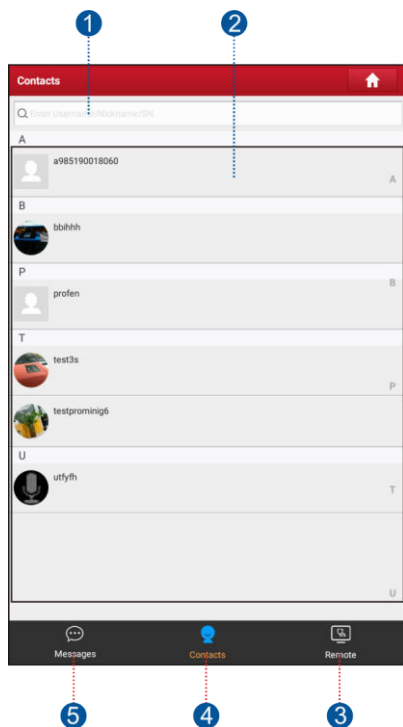 1 2
Contacts
Enter Username/Nickname/SN
A
a985190018060
A
B
bbihhh
P
B
profen
T
test3s
P
testprominig6
U
utfyfh
T
U
Messages Contacts Remote
5 4 3